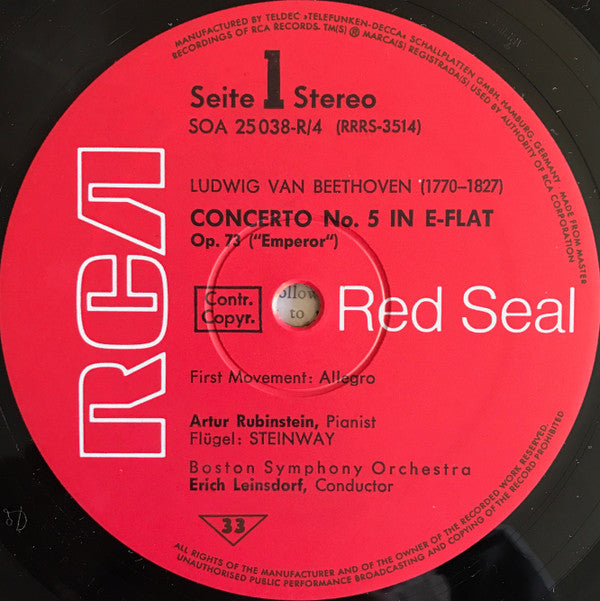 MANUFACTURED BY TELDEC »TELEFUNKEN-DECCA« SCHALLPLATTEN GMBH, HAMBURG, GERMANY MADE FROM MASTER
RECORDINGS OF RCA RECORDS. TM(S) ® MARCA(S) REGISTRADA(S) USED BY AUTHORITY OF RCA CORPORATION
Seite 1 Stereo
SOA 25038-R/4 (RRRS-3514)
LUDWIG VAN BEETHOVEN (1770–1827)
CONCERTO No. 5 IN E-FLAT
Op. 73 ("Emperor")
RCA
Contr.
Copyr.
ollow
to
Red Seal
First Movement: Allegro
Artur Rubinstein, Pianist
Flügel: STEINWAY
Boston Symphony Orchestra
Erich Leinsdorf, Conductor
33
ALL RIGHTS OF THE MANUFACTURER AND OF THE OWNER OF THE RECORDED WORK RESERVED.
UNAUTHORISED PUBLIC PERFORMANCE BROADCASTING AND COPYING OF THIS RECORD PROHIBITED